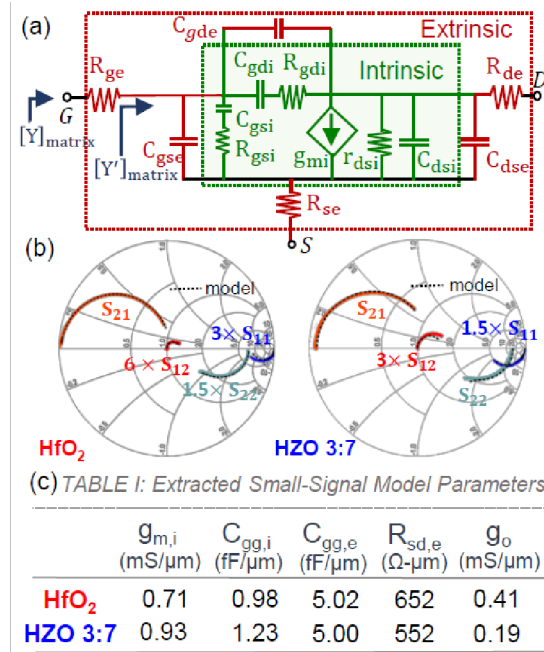 (a)
Extrinsic
C_gde
R_ge
C_gdi R_gdi Intrinsic
R_de
D
G
C_gsi
[Y]_matrix
[Y']_matrix
C_gse
R_gsi
g_mi
r_dsi
C_dsi
C_dse
R_se
S
(b)
model
S_21
3× S_11
6 × S_12
1.5× S_22
HfO_2
model
S_21
1.5× S_11
3× S_12
S_22
HZO 3:7
(c) TABLE I: Extracted Small-Signal Model Parameters
g_m,i C_gg,i C_gg,e R_sd,e g_o
(mS/μm) (fF/μm) (fF/μm) (Ω-μm) (mS/μm)
HfO_2 0.71 0.98 5.02 652 0.41
HZO 3:7 0.93 1.23 5.00 552 0.19